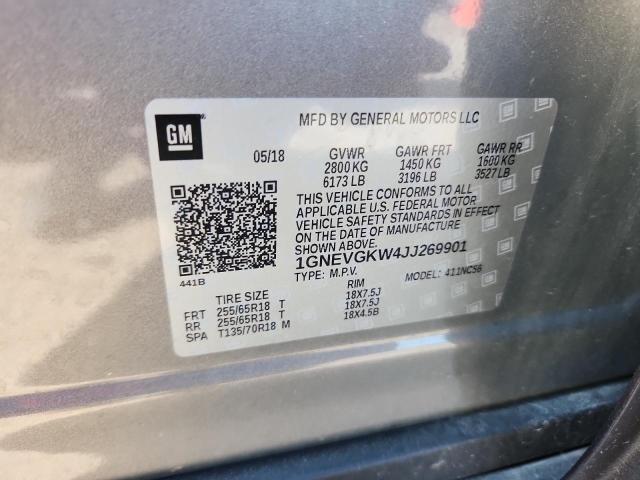 GM
MFD BY GENERAL MOTORS LLC
05/18 GVWR GAWR FRT GAWR RR
2800 KG 1450 KG 1600 KG
6173 LB 3196 LB 3527 LB
THIS VEHICLE CONFORMS TO ALL
APPLICABLE U.S. FEDERAL MOTOR
VEHICLE SAFETY STANDARDS IN EFFECT
ON THE DATE OF MANUFACTURE
SHOWN ABOVE.
1GNEVGKW4JJ269901
441B
TYPE: M.P.V. MODEL: 411NC56
TIRE SIZE RIM
FRT 255/65R18 T 18X7.5J
RR 255/65R18 T 18X7.5J
SPA T135/70R18 M 18X4.5B